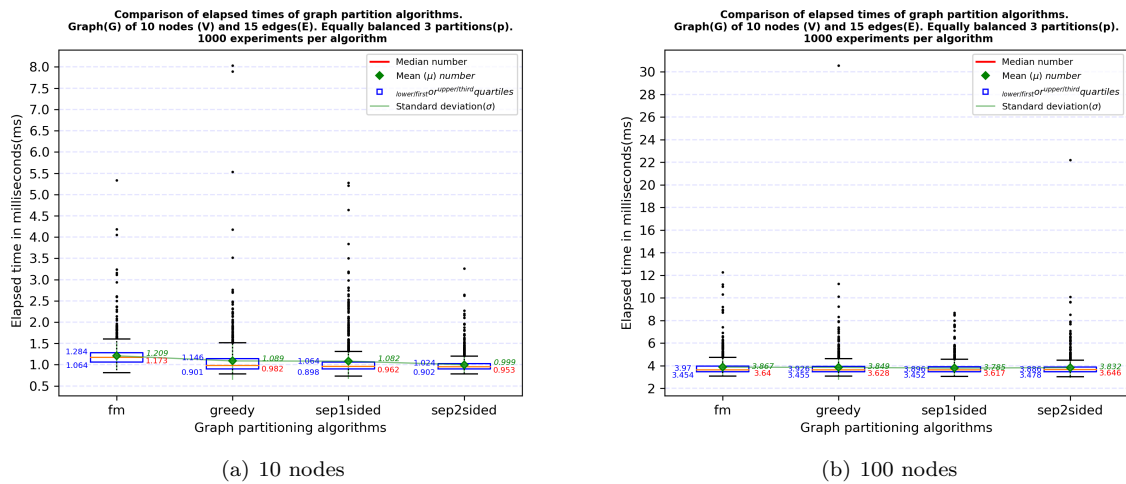 Comparison of elapsed times of graph partition algorithms.
Graph(G) of 10 nodes (V) and 15 edges(E). Equally balanced 3 partitions(p).
1000 experiments per algorithm
Median number
Mean (μ) number
lower/first or upper/third quartiles
Standard deviation(σ)
Elapsed time in milliseconds(ms)
8.0
7.5
7.0
6.5
6.0
5.5
5.0
4.5
4.0
3.5
3.0
2.5
2.0
1.5
1.0
0.5
1.284
1.064
1.209
1.173
1.146
0.901
1.089
0.982
1.064
0.898
1.082
0.962
1.024
0.902
0.999
0.953
fm greedy sep1sided sep2sided
Graph partitioning algorithms
(a) 10 nodes
Comparison of elapsed times of graph partition algorithms.
Graph(G) of 10 nodes (V) and 15 edges(E). Equally balanced 3 partitions(p).
1000 experiments per algorithm
Median number
Mean (μ) number
lower/first or upper/third quartiles
Standard deviation(σ)
Elapsed time in milliseconds(ms)
30
28
26
24
22
20
18
16
14
12
10
8
6
4
2
3.97
3.454
3.867
3.64
3.926
3.455
3.849
3.628
3.896
3.452
3.785
3.617
3.886
3.478
3.832
3.646
fm greedy sep1sided sep2sided
Graph partitioning algorithms
(b) 100 nodes